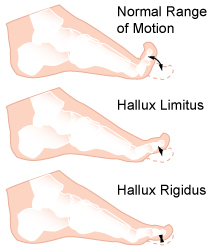 Normal Range
of Motion
Hallux Limitus
Hallux Rigidus